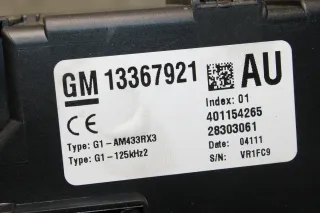 GM 13367921 AU
Index: 01
401154265
28303061
CE
Type: G1-AM433RX3
Date: 04111
Type: G1-125kHz2
S/N: VR1FC9